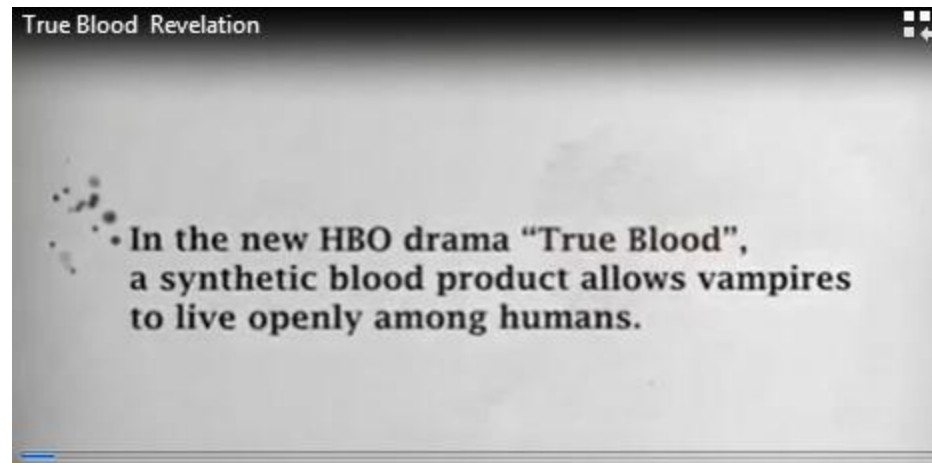 True Blood Revelation
In the new HBO drama “True Blood”,
a synthetic blood product allows vampires
to live openly among humans.